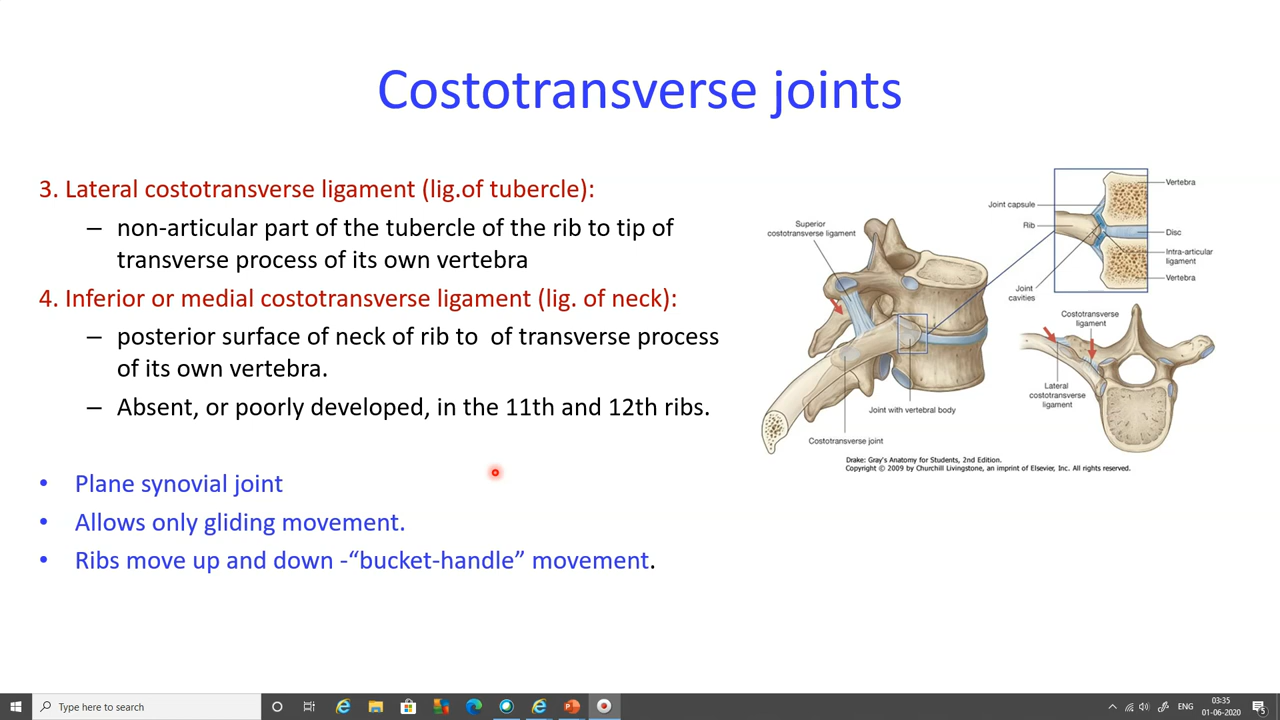 Costotransverse joints
3. Lateral costotransverse ligament (lig.of tubercle):
– non-articular part of the tubercle of the rib to tip of
transverse process of its own vertebra
4. Inferior or medial costotransverse ligament (lig. of neck):
– posterior surface of neck of rib to  of transverse process
of its own vertebra.
– Absent, or poorly developed, in the 11th and 12th ribs.
• Plane synovial joint
• Allows only gliding movement.
• Ribs move up and down -“bucket-handle” movement.
Superior
costotransverse ligament
Joint with vertebral body
Costotransverse joint
Joint capsule
Rib
Joint
cavities
Vertebra
Disc
Intra-articular
ligament
Vertebra
Costotransverse
ligament
Lateral
costotransverse
ligament
Drake: Gray's Anatomy for Students, 2nd Edition.
Copyright © 2009 by Churchill Livingstone, an imprint of Elsevier, Inc. All rights reserved.
Type here to search
03:35
01-06-2020
5